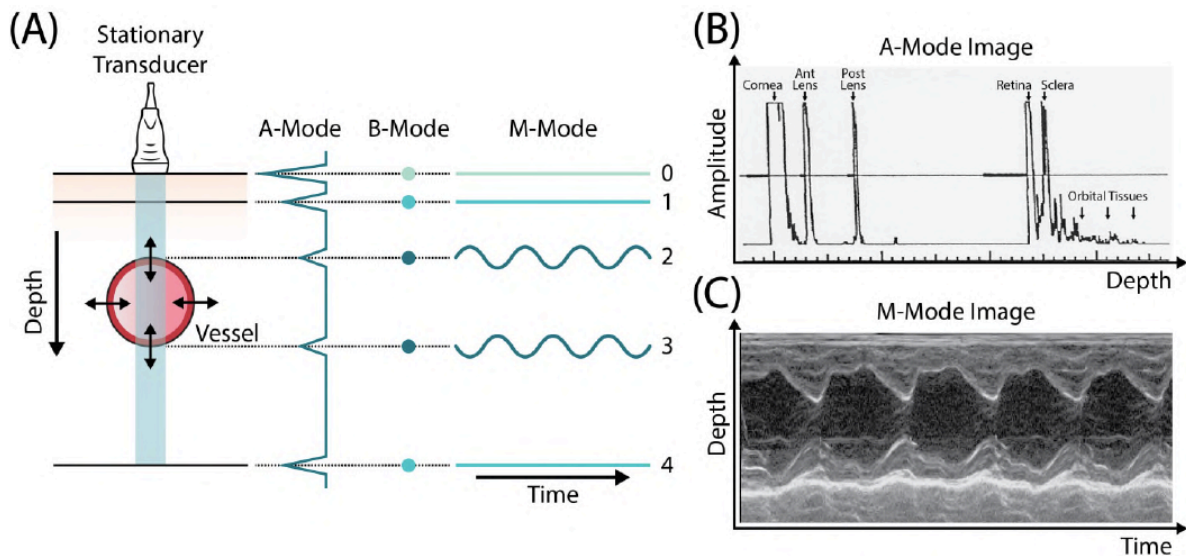 (A)
Stationary
Transducer
A-Mode
B-Mode
M-Mode
0
1
2
3
4
Depth
Vessel
Time
(B)
A-Mode Image
Amplitude
Cornea
Ant
Lens
Post
Lens
Retina
Sclera
Orbital Tissues
Depth
(C)
M-Mode Image
Depth
Time